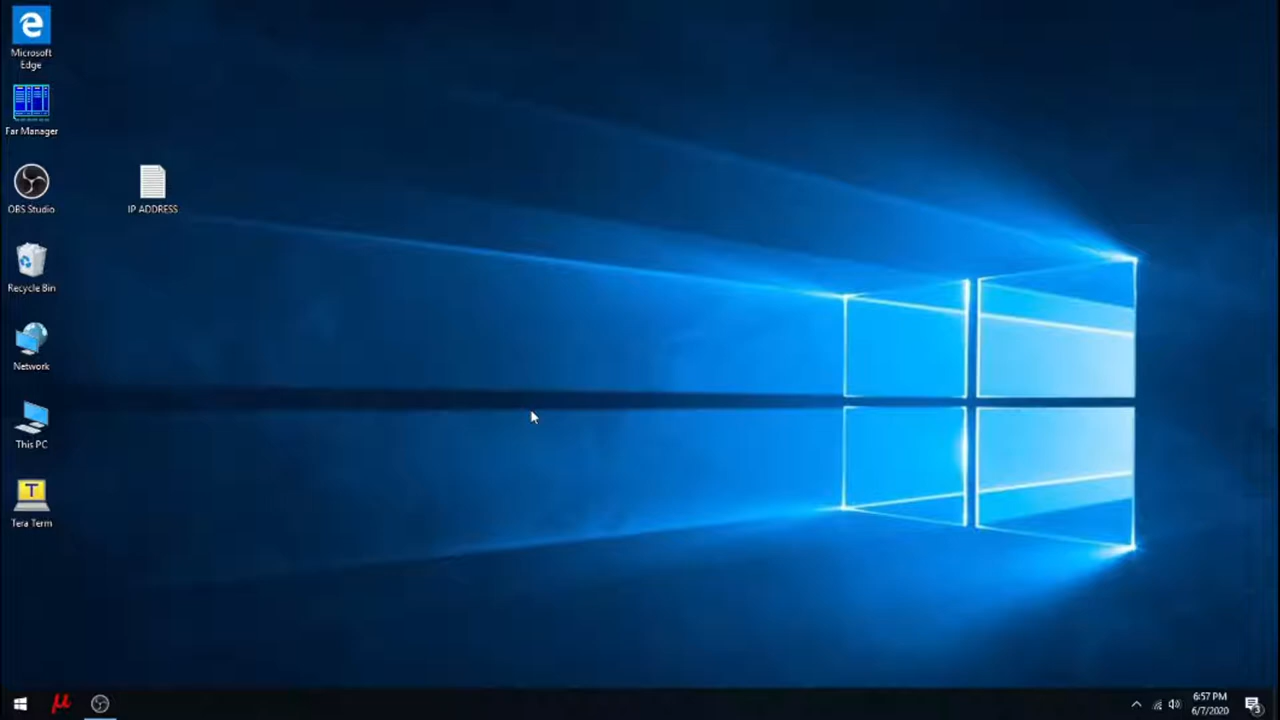 Microsoft
Edge
Far Manager
OBS Studio
IP ADDRESS
Recycle Bin
Network
This PC
T
Tera Term
μ
6:57 PM
6/7/2020
3